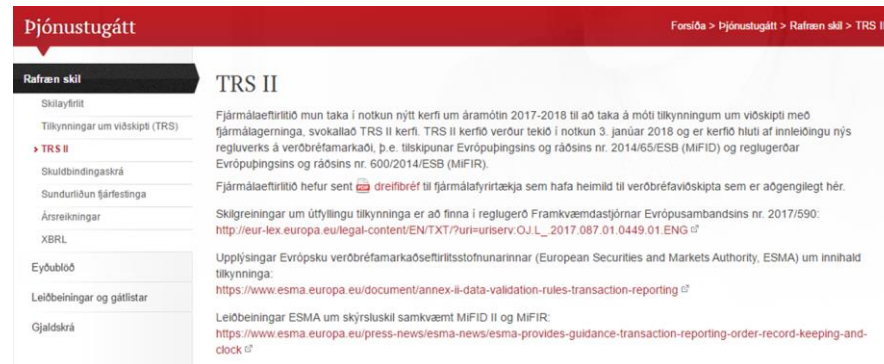 Þjónustugátt
Forsíða > Þjónustugátt > Rafræn skil > TRS II
Rafræn skil
Skilayfirlit
Tilkynningar um viðskipti (TRS)
TRS II
Skuldbindingaskrá
Sundurliðun fjárfestinga
Ársreikningar
XBRL
Eyðublöð
Leiðbeiningar og gátlistar
Gjaldskrá
TRS II
Fjármálaeftirlitið mun taka í notkun nýtt kerfi um áramótin 2017-2018 til að taka á móti tilkynningum um viðskipti með
fjármálagerninga, svokallað TRS II kerfi. TRS II kerfið verður tekið í notkun 3. janúar 2018 og er kerfið hluti af innleiðingu nýs
regluverks á verðbréfamarkaði, þ.e. tilskipunar Evrópuþingsins og ráðsins nr. 2014/65/ESB (MiFID) og reglugerðar
Evrópuþingsins og ráðsins nr. 600/2014/ESB (MiFIR).
Fjármálaeftirlitið hefur sent dreifibréf til fjármálafyrirtækja sem hafa heimild til verðbréfaviðskipta sem er aðgengilegt hér.
Skilgreiningar um útfyllingu tilkynninga er að finna í reglugerð Framkvæmdastjórnar Evrópusambandsins nr. 2017/590:
http://eur-lex.europa.eu/legal-content/EN/TXT/?uri=uriserv:OJ.L_.2017.087.01.0449.01.ENG
Upplýsingar Evrópsku verðbréfamarkaðseftirlitsstofnunarinnar (European Securities and Markets Authority, ESMA) um innihald
tilkynninga:
https://www.esma.europa.eu/document/annex-ii-data-validation-rules-transaction-reporting
Leiðbeiningar ESMA um skýrsluskil samkvæmt MiFID II og MiFIR:
https://www.esma.europa.eu/press-news/esma-news/esma-provides-guidance-transaction-reporting-order-record-keeping-and-
clock